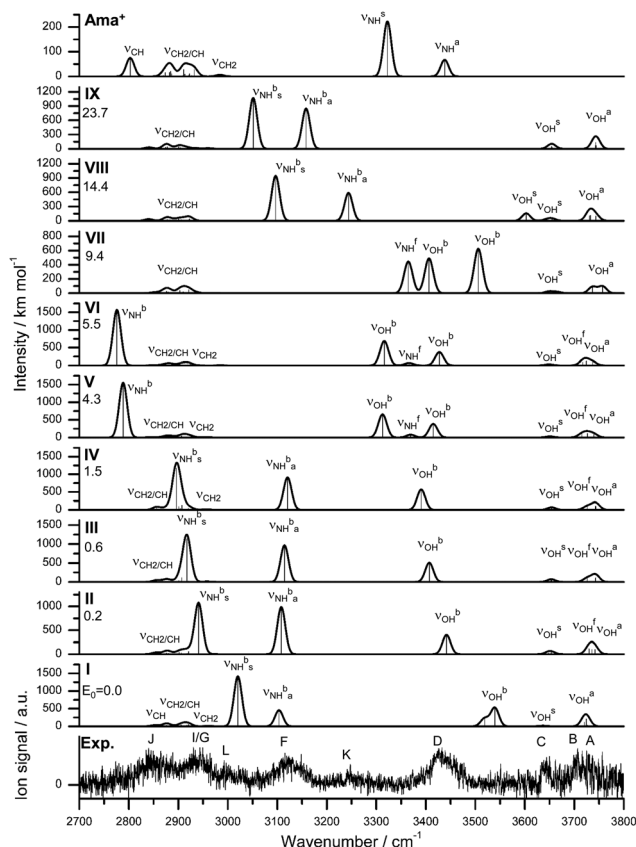 Ama⁺
200
100
0
νCH
νCH2/CH
νCH2
νNHˢ
νNHᵃ
IX
23.7
1200
900
600
300
0
νCH2/CH
νNHᵇs
νNHᵇa
νOHˢ
νOHᵃ
VIII
14.4
1200
900
600
300
0
νCH2/CH
νNHᵇs
νNHᵇa
νOHˢ
νOHˢ
νOHᵃ
VII
9.4
800
600
400
200
0
νCH2/CH
νNHᶠ
νOHᵇ
νOHᵇ
νOHˢ
νOHᵃ
Intensity / km mol⁻¹
VI
5.5
1500
1000
500
0
νNHᵇ
νCH2/CH
νCH2
νOHᵇ
νNHᶠ
νOHᵇ
νOHˢ
νOHᶠ
νOHᵃ
V
4.3
1500
1000
500
0
νNHᵇ
νCH2/CH
νCH2
νOHᵇ
νNHᶠ
νOHᵇ
νOHˢ
νOHᶠ
νOHᵃ
IV
1.5
1500
1000
500
0
νCH2/CH
νNHᵇs
νCH2
νNHᵇa
νOHᵇ
νOHˢ
νOHᶠ
νOHᵃ
III
0.6
1500
1000
500
0
νCH2/CH
νNHᵇs
νNHᵇa
νOHᵇ
νOHˢ
νOHᶠ
νOHᵃ
II
0.2
1000
500
0
νCH2/CH
νNHᵇs
νNHᵇa
νOHᵇ
νOHˢ
νOHᶠ
νOHᵃ
I
E₀=0.0
1500
1000
500
0
νCH
νCH2/CH
νCH2
νNHᵇs
νNHᵇa
νOHᵇ
νOHˢ
νOHᵃ
Ion signal / a.u.
Exp.
0
J I/G L F K D C B A
2700 2800 2900 3000 3100 3200 3300 3400 3500 3600 3700 3800
Wavenumber / cm⁻¹